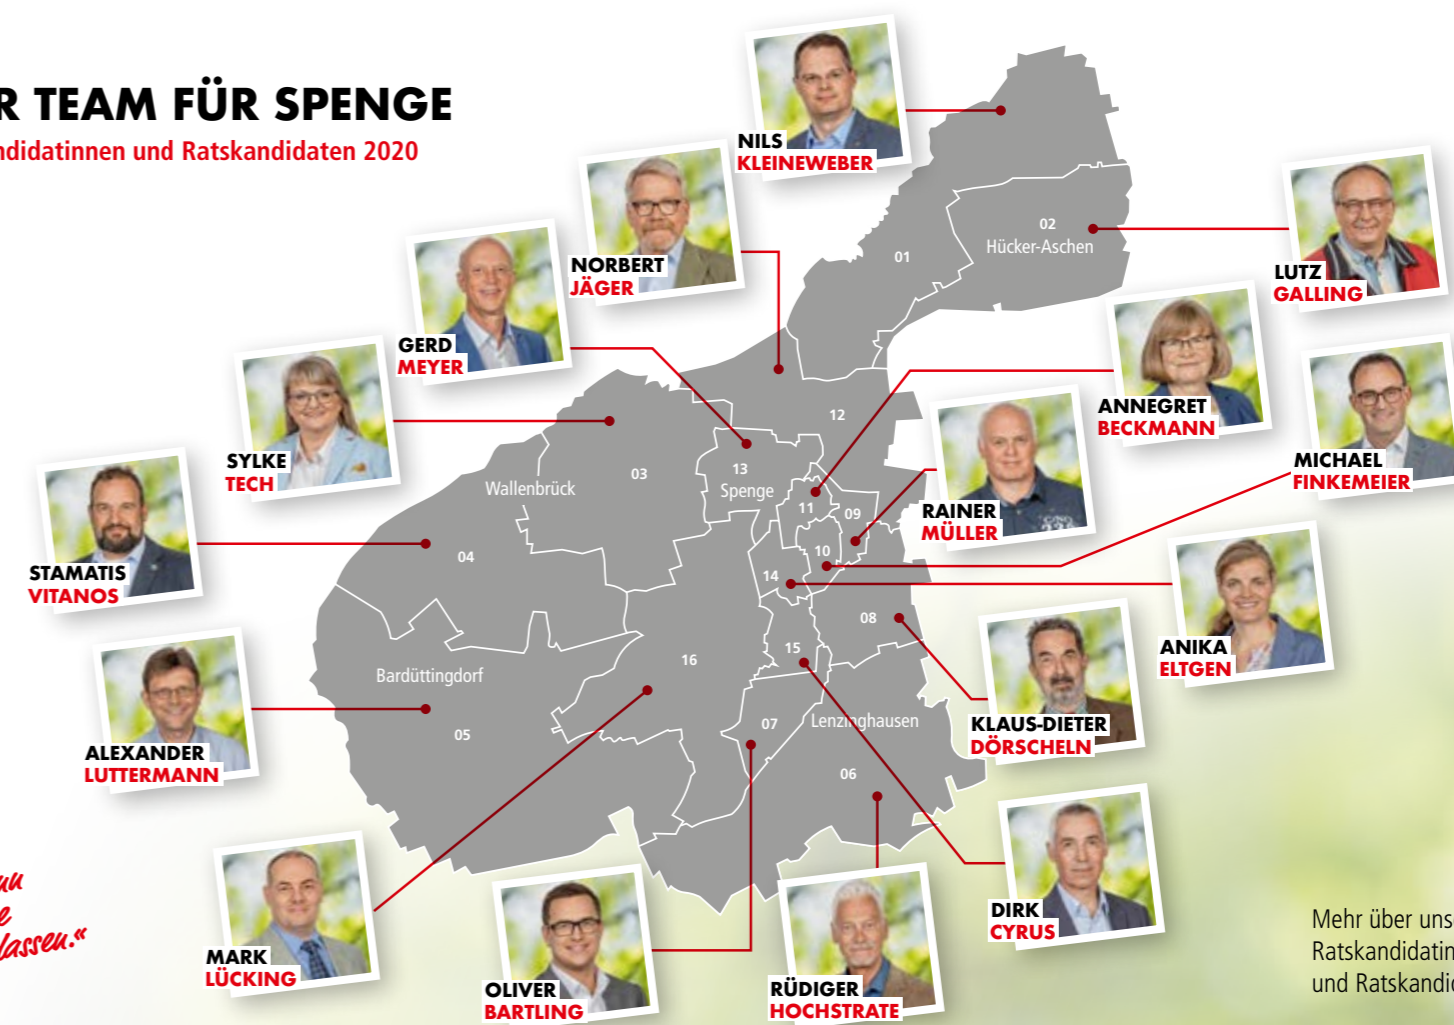 R TEAM FÜR SPENGE
ndidatinnen und Ratskandidaten 2020
NILS
KLEINEWEBER
NORBERT
JÄGER
GERD
MEYER
SYLKE
TECH
STAMATIS
VITANOS
ALEXANDER
LUTTERMANN
MARK
LÜCKING
OLIVER
BARTLING
RÜDIGER
HOCHSTRATE
DIRK
CYRUS
KLAUS-DIETER
DÖRSCHELN
ANIKA
ELTGEN
MICHAEL
FINKEMEIER
RAINER
MÜLLER
ANNEGRET
BECKMANN
LUTZ
GALLING
01
02
Hücker-Aschen
12
03
13
Spenge
Wallenbrück
11
09
10
04
14
08
15
16
Bardüttingdorf
05
07
Lenzinghausen
06
lassen.“
Mehr über uns
Ratskandidatin
und Ratskandid